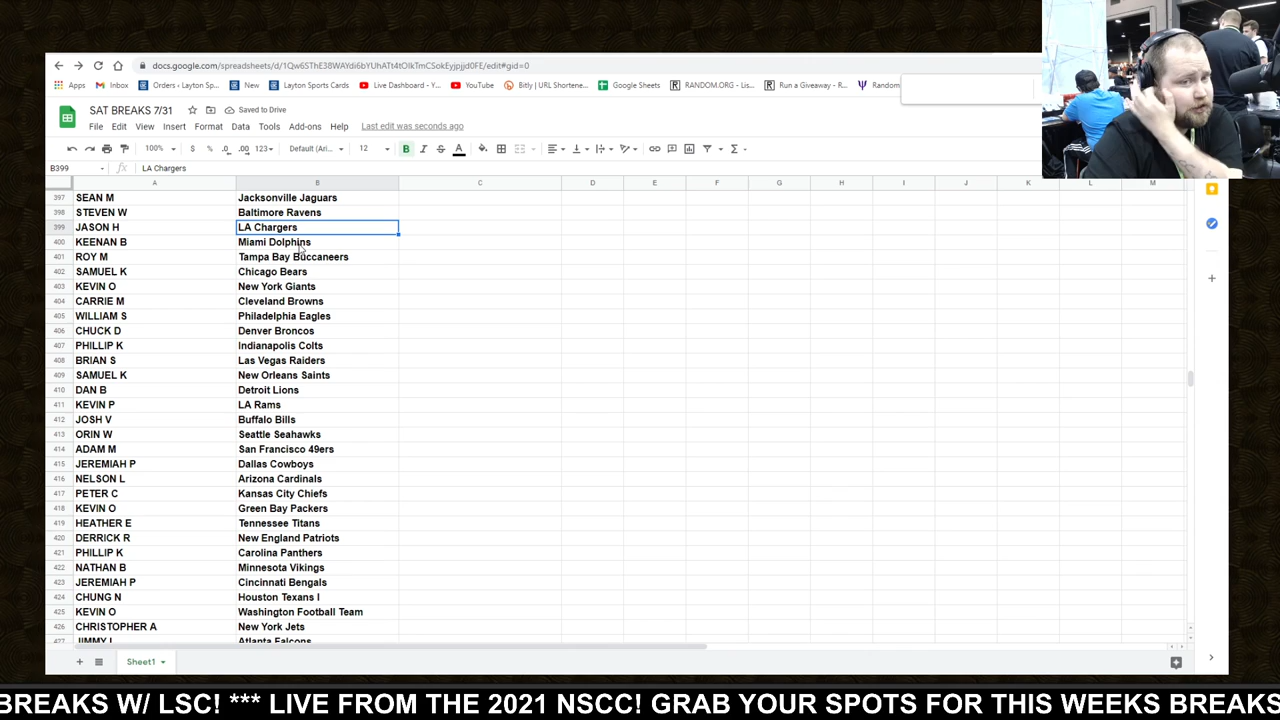 docs.google.com/spreadsheets/d/1Qw6SThE38WAYdi6bYUhATt4tOlkTmCSokEyjpjjd0FE/edit#gid=0
Apps Inbox Orders ‹ Layton Sp... New Layton Sports Cards Live Dashboard - Y... YouTube Bitly | URL Shortene... Google Sheets RANDOM.ORG - Lis... Run a Giveaway - R... Random
SAT BREAKS 7/31 Saved to Drive
File Edit View Insert Format Data Tools Add-ons Help Last edit was seconds ago
100% $ % .0 .00 123 Default (Ari... 12 B I S A
B399 fx LA Chargers
A B C D E F G H I J K L M
397 SEAN M Jacksonville Jaguars
398 STEVEN W Baltimore Ravens
399 JASON H LA Chargers
400 KEENAN B Miami Dolphins
401 ROY M Tampa Bay Buccaneers
402 SAMUEL K Chicago Bears
403 KEVIN O New York Giants
404 CARRIE M Cleveland Browns
405 WILLIAM S Philadelphia Eagles
406 CHUCK D Denver Broncos
407 PHILLIP K Indianapolis Colts
408 BRIAN S Las Vegas Raiders
409 SAMUEL K New Orleans Saints
410 DAN B Detroit Lions
411 KEVIN P LA Rams
412 JOSH V Buffalo Bills
413 ORIN W Seattle Seahawks
414 ADAM M San Francisco 49ers
415 JEREMIAH P Dallas Cowboys
416 NELSON L Arizona Cardinals
417 PETER C Kansas City Chiefs
418 KEVIN O Green Bay Packers
419 HEATHER E Tennessee Titans
420 DERRICK R New England Patriots
421 PHILLIP K Carolina Panthers
422 NATHAN B Minnesota Vikings
423 JEREMIAH P Cincinnati Bengals
424 CHUNG N Houston Texans I
425 KEVIN O Washington Football Team
426 CHRISTOPHER A New York Jets
427 JIMMY L Atlanta Falcons
Sheet1
BREAKS W/ LSC! *** LIVE FROM THE 2021 NSCC! GRAB YOUR SPOTS FOR THIS WEEKS BREAKS